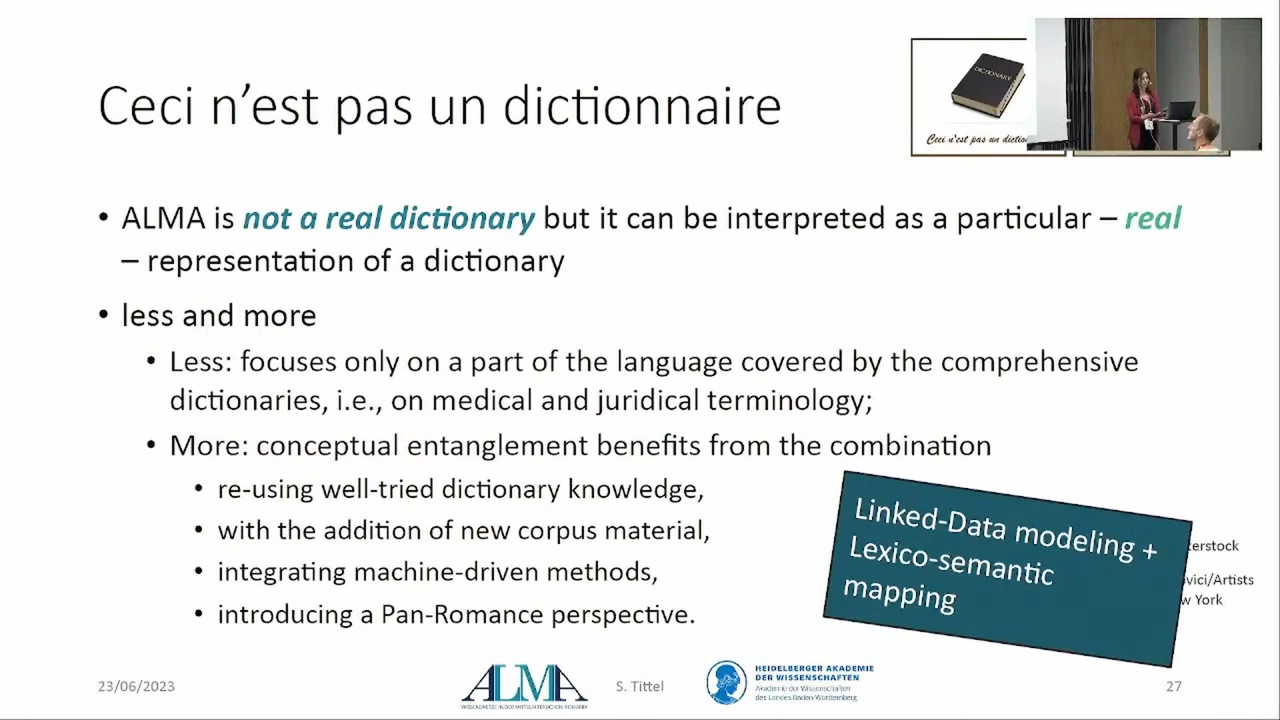 Ceci n'est pas un dictionnaire
DICTIONARY
Ceci n'est pas un
• ALMA is not a real dictionary but it can be interpreted as a particular – real
– representation of a dictionary
• less and more
• Less: focuses only on a part of the language covered by the comprehensive
dictionaries, i.e., on medical and juridical terminology;
• More: conceptual entanglement benefits from the combination
• re-using well-tried dictionary knowledge,
• with the addition of new corpus material,
• integrating machine-driven methods,
• introducing a Pan-Romance perspective.
Linked-Data modeling +
Lexico-semantic
mapping
/Artists
York
23/06/2023
ALMA
S. Tittel
HEIDELBERGER AKADEMIE
DER WISSENSCHAFTEN
Akademie der Wissenschaften
des Landes Baden-Württemberg
27